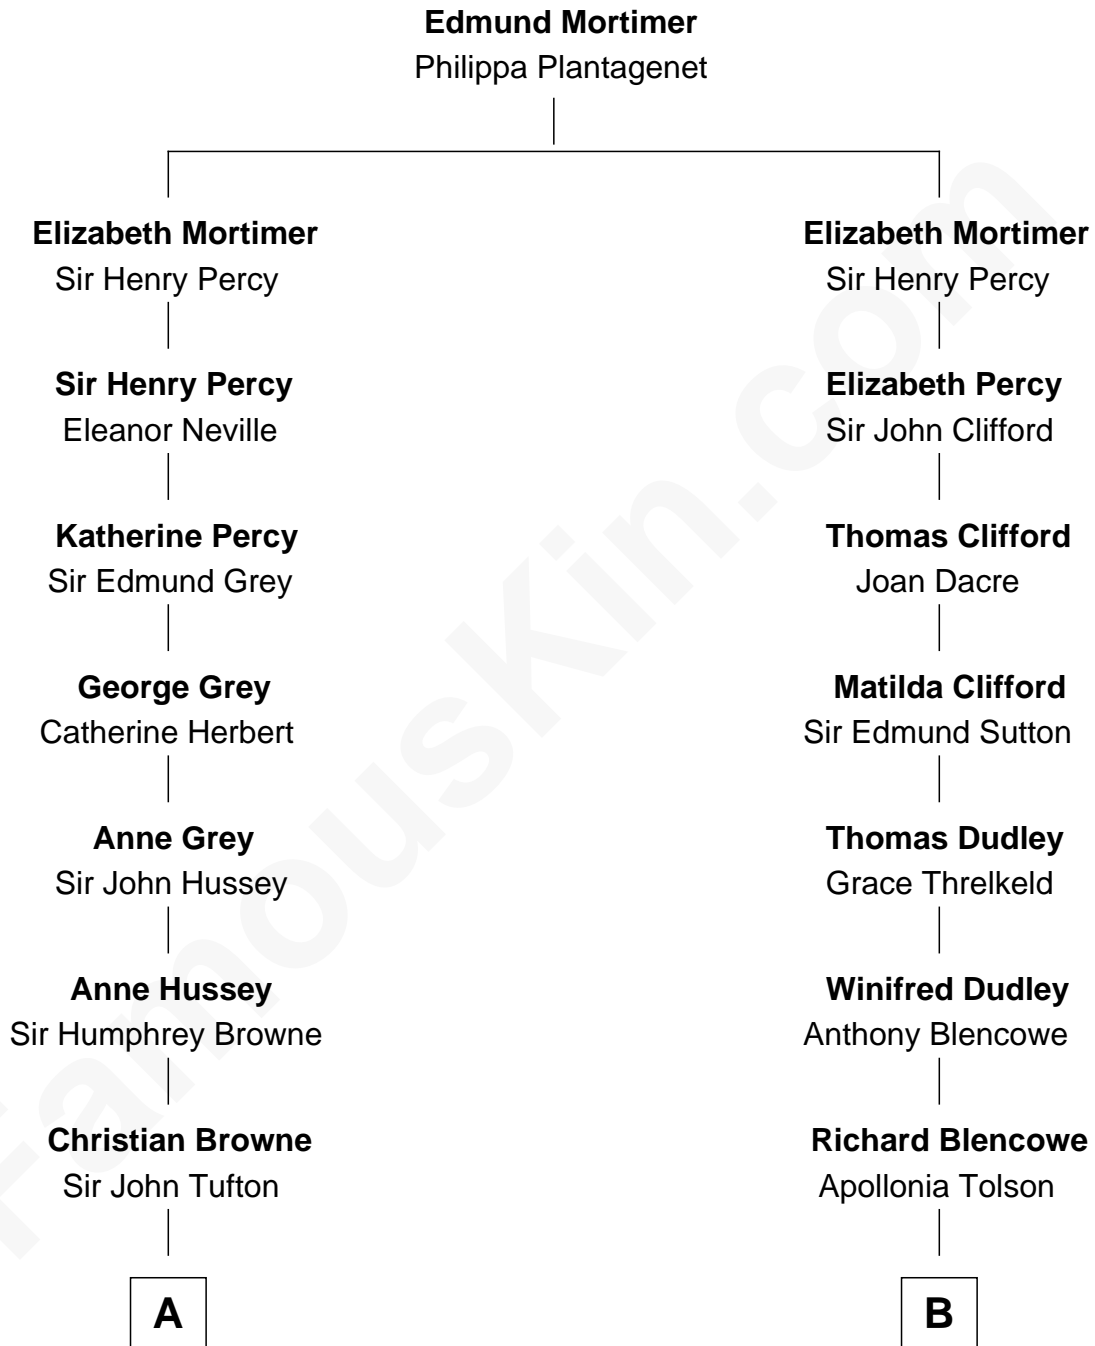 Edmund Mortimer
Philippa Plantagenet
Elizabeth Mortimer
Sir Henry Percy
Sir Henry Percy
Eleanor Neville
Katherine Percy
Sir Edmund Grey
George Grey
Catherine Herbert
Anne Grey
Sir John Hussey
Anne Hussey
Sir Humphrey Browne
Christian Browne
Sir John Tufton
A
Elizabeth Mortimer
Sir Henry Percy
Elizabeth Percy
Sir John Clifford
Thomas Clifford
Joan Dacre
Matilda Clifford
Sir Edmund Sutton
Thomas Dudley
Grace Threlkeld
Winifred Dudley
Anthony Blencowe
Richard Blencowe
Apollonia Tolson
B
FamousKin.com